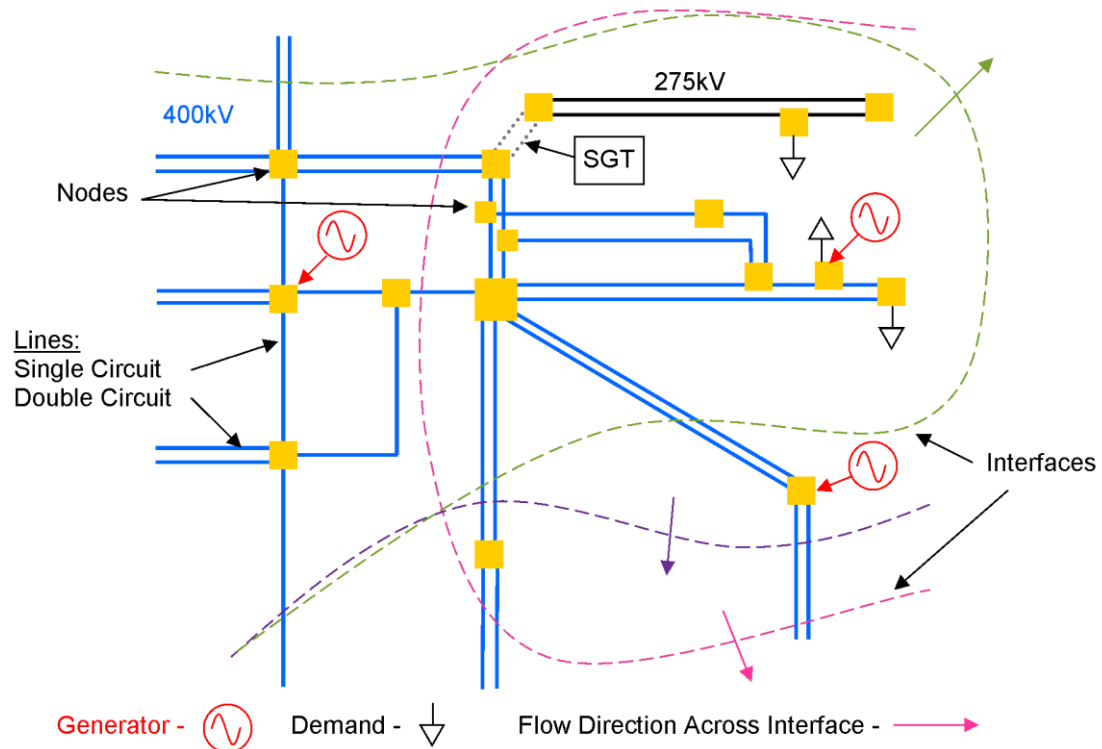 275kV
400kV
SGT
Nodes
Lines:
Single Circuit
Double Circuit
Interfaces
Generator -
Demand -
Flow Direction Across Interface -